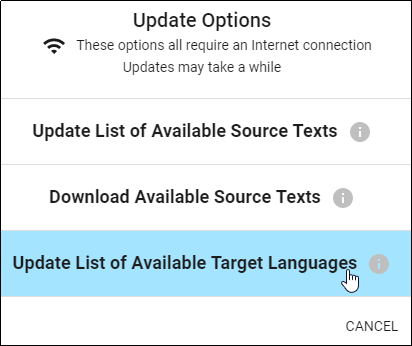 Update Options
These options all require an Internet connection
Updates may take a while
Update List of Available Source Texts
Download Available Source Texts
Update List of Available Target Languages
CANCEL